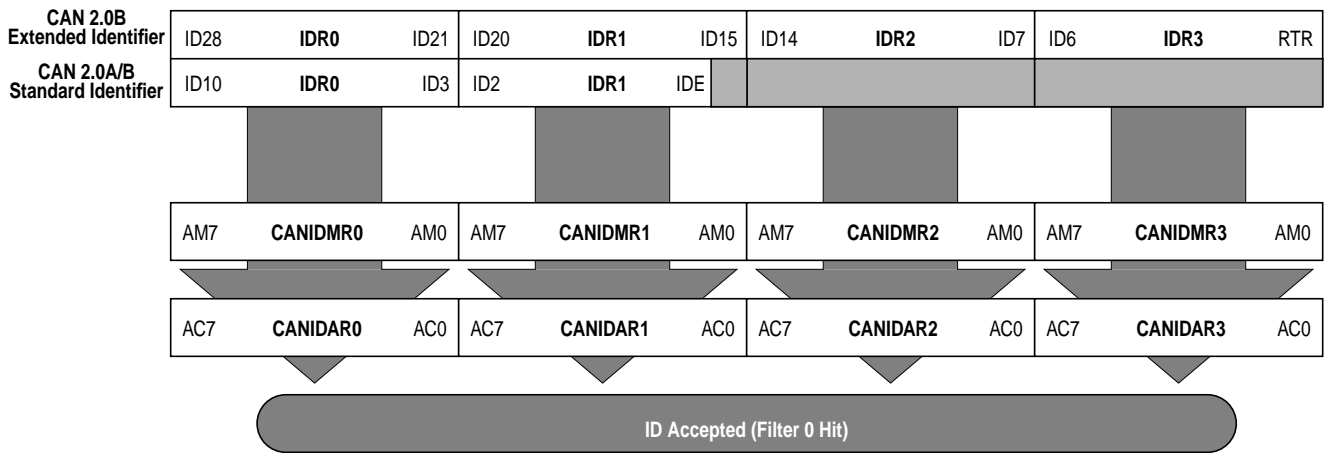 CAN 2.0B
Extended Identifier
ID28 IDR0 ID21 ID20 IDR1 ID15 ID14 IDR2 ID7 ID6 IDR3 RTR
CAN 2.0A/B
Standard Identifier
ID10 IDR0 ID3 ID2 IDR1 IDE
AM7 CANIDMR0 AM0 AM7 CANIDMR1 AM0 AM7 CANIDMR2 AM0 AM7 CANIDMR3 AM0
AC7 CANIDAR0 AC0 AC7 CANIDAR1 AC0 AC7 CANIDAR2 AC0 AC7 CANIDAR3 AC0
ID Accepted (Filter 0 Hit)